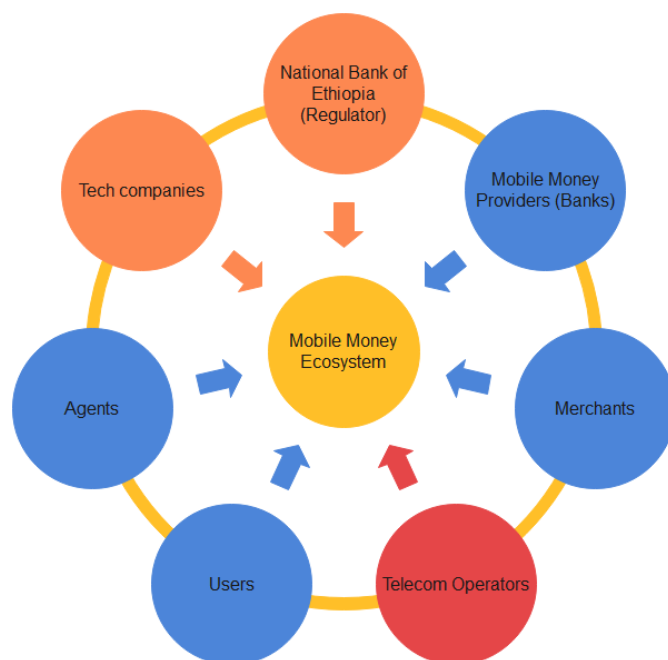 National Bank of
Ethiopia
(Regulator)
Mobile Money
Providers (Banks)
Tech companies
Mobile Money
Ecosystem
Agents
Merchants
Users
Telecom Operators